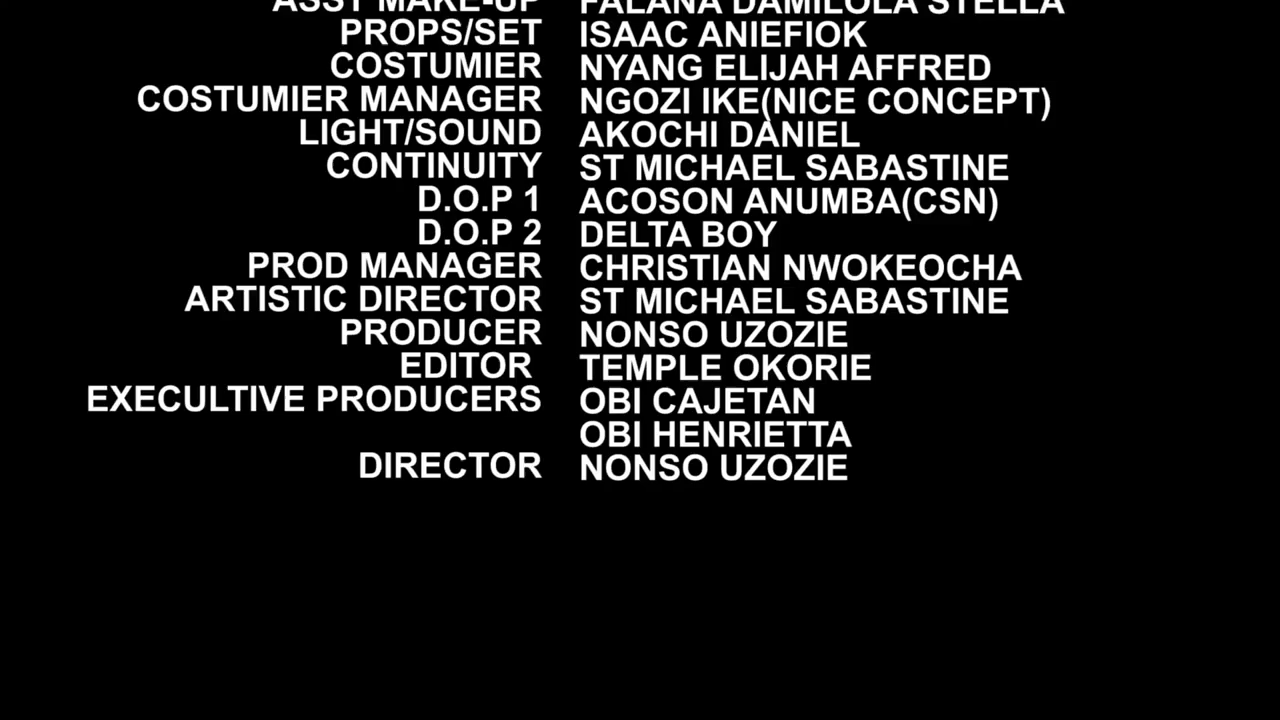 ASST MAKE-UP FALANA DAMILOLA STELLA
PROPS/SET ISAAC ANIEFIOK
COSTUMIER NYANG ELIJAH AFFRED
COSTUMIER MANAGER NGOZI IKE(NICE CONCEPT)
LIGHT/SOUND AKOCHI DANIEL
CONTINUITY ST MICHAEL SABASTINE
D.O.P 1 ACOSON ANUMBA(CSN)
D.O.P 2 DELTA BOY
PROD MANAGER CHRISTIAN NWOKEOCHA
ARTISTIC DIRECTOR ST MICHAEL SABASTINE
PRODUCER NONSO UZOZIE
EDITOR TEMPLE OKORIE
EXECULTIVE PRODUCERS OBI CAJETAN
OBI HENRIETTA
DIRECTOR NONSO UZOZIE